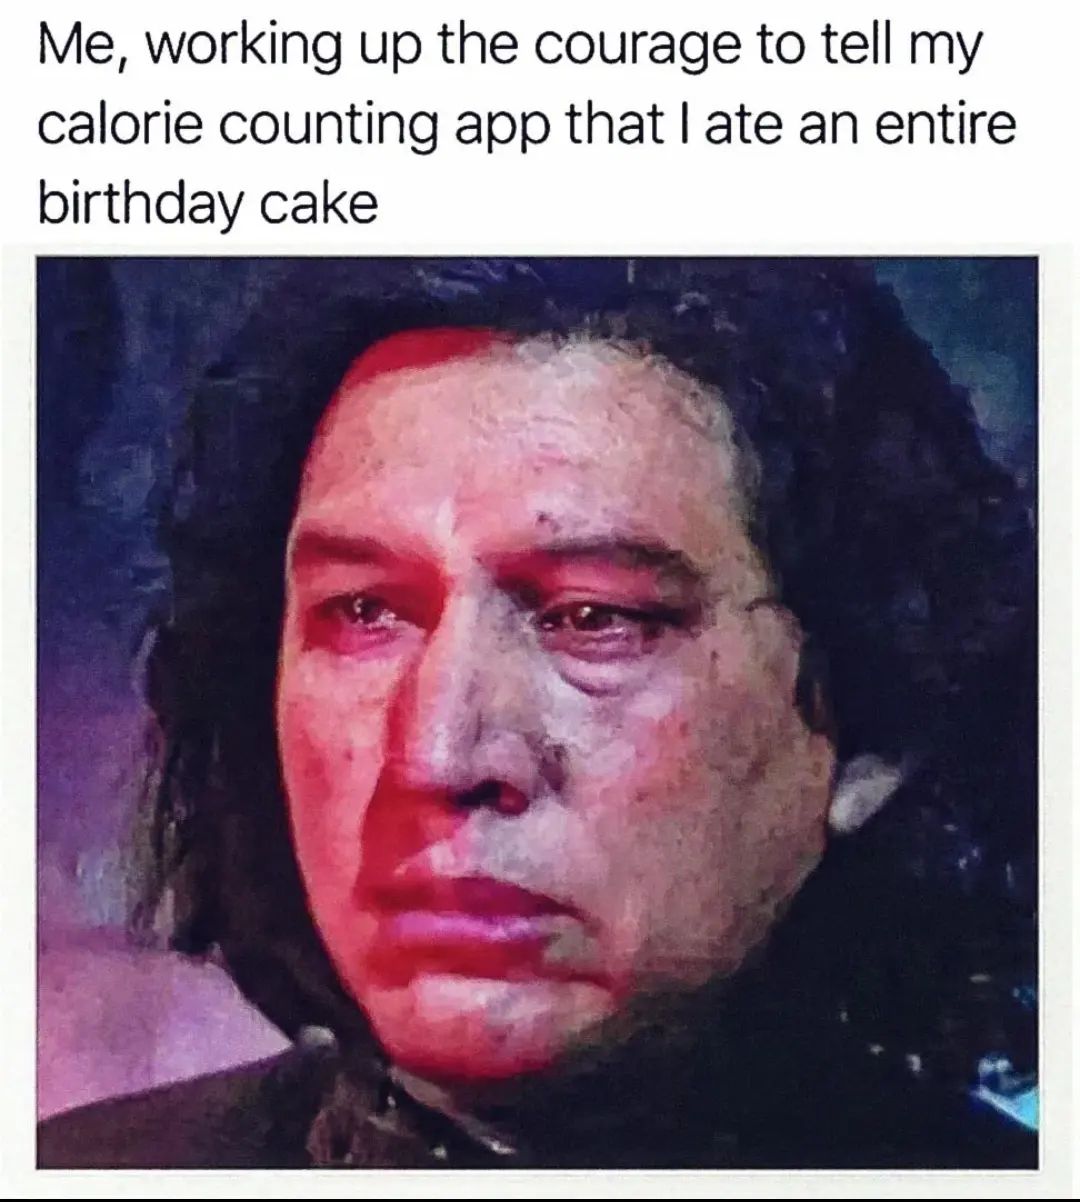 Me, working up the courage to tell my
calorie counting app that I ate an entire
birthday cake